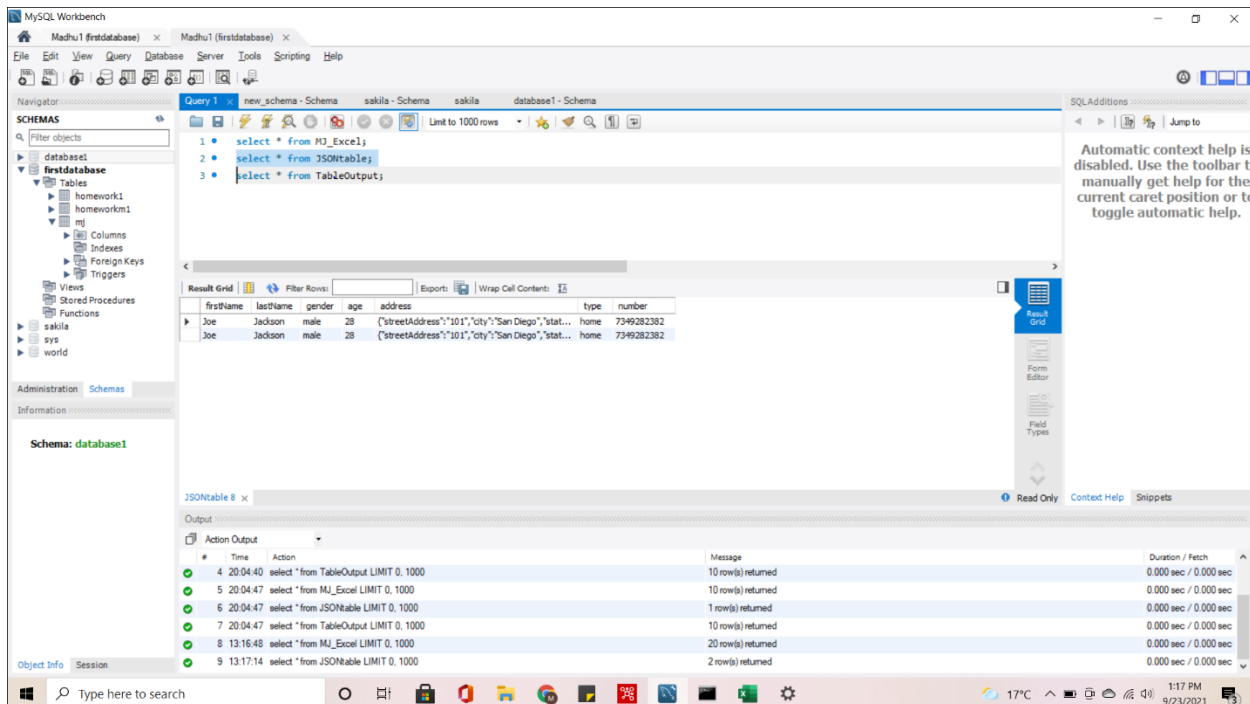 MySQL Workbench
Madhu1 (firstdatabase) × Madhu1 (firstdatabase) ×
File Edit View Query Database Server Tools Scripting Help
Navigator
SCHEMAS
Filter objects
database1
firstdatabase
Tables
homework1
homeworkm1
mj
Columns
Indexes
Foreign Keys
Triggers
Views
Stored Procedures
Functions
sakila
sys
world
Administration Schemas
Information
Schema: database1
Object Info Session
Query 1 × new_schema - Schema sakila - Schema sakila database1 - Schema
Limit to 1000 rows
1 select * from MJ_Excel;
2 select * from JSONtable;
3 select * from TableOutput;
Result Grid Filter Rows: Export: Wrap Cell Content:
firstName lastName gender age address type number
Joe Jackson male 28 {"streetAddress":"101","city":"San Diego","stat... home 7349282382
Joe Jackson male 28 {"streetAddress":"101","city":"San Diego","stat... home 7349282382
Result
Grid
Form
Editor
Field
Types
JSONtable 8 × Read Only
SQLAdditions
Jump to
Automatic context help is
disabled. Use the toolbar t
manually get help for the
current caret position or to
toggle automatic help.
Context Help Snippets
Output
Action Output
# Time Action Message Duration / Fetch
4 20:04:40 select * from TableOutput LIMIT 0, 1000 10 row(s) returned 0.000 sec / 0.000 sec
5 20:04:47 select * from MJ_Excel LIMIT 0, 1000 10 row(s) returned 0.000 sec / 0.000 sec
6 20:04:47 select * from JSONtable LIMIT 0, 1000 1 row(s) returned 0.000 sec / 0.000 sec
7 20:04:47 select * from TableOutput LIMIT 0, 1000 10 row(s) returned 0.000 sec / 0.000 sec
8 13:16:48 select * from MJ_Excel LIMIT 0, 1000 20 row(s) returned 0.000 sec / 0.000 sec
9 13:17:14 select * from JSONtable LIMIT 0, 1000 2 row(s) returned 0.000 sec / 0.000 sec
Type here to search
17°C
1:17 PM
9/23/2021